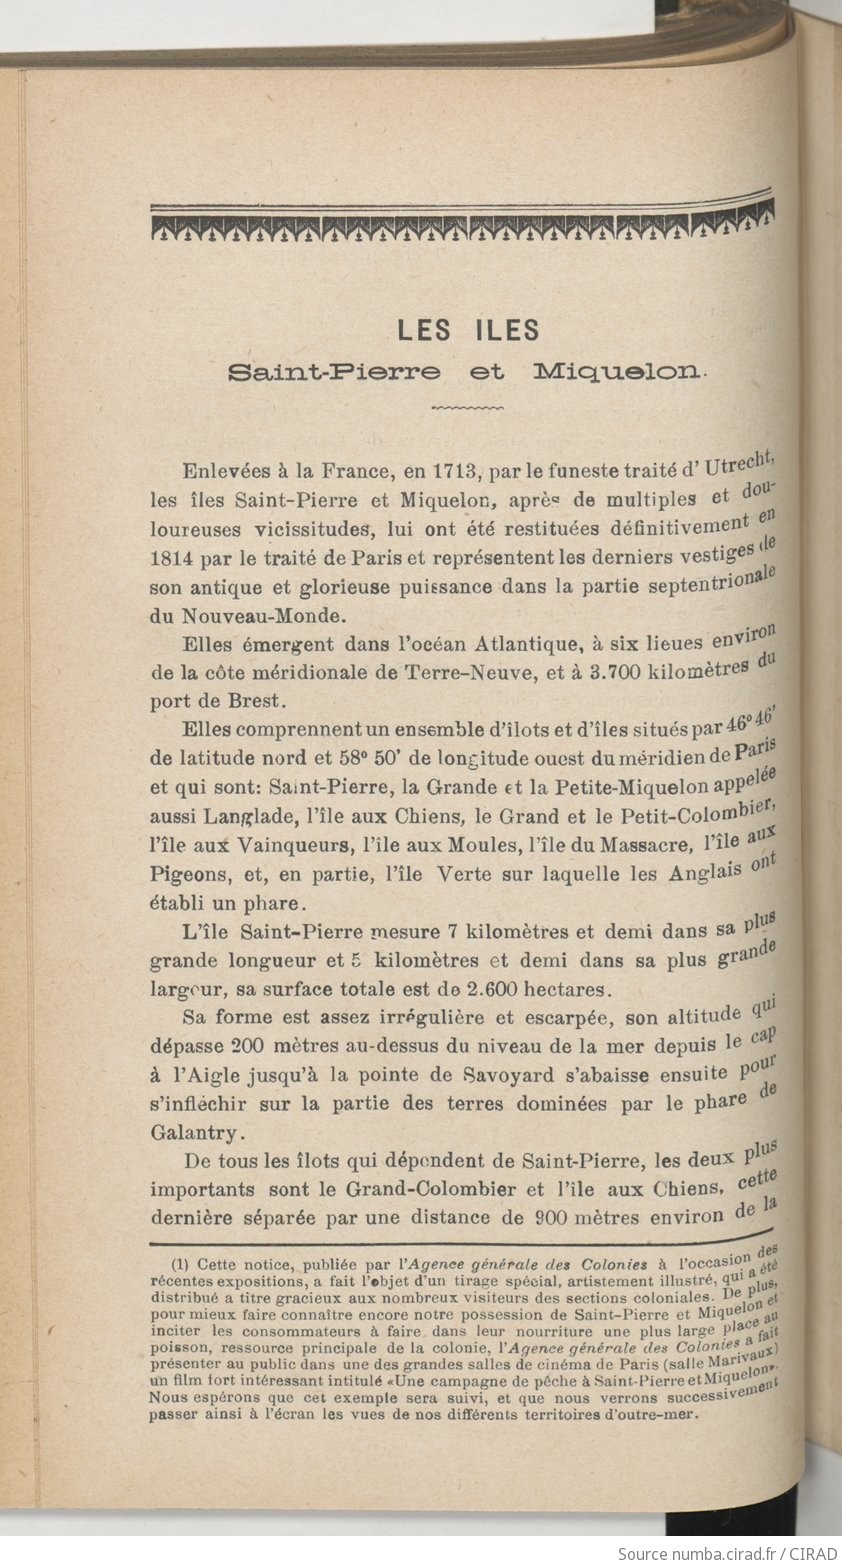 LES ILES
Saint-Pierre et Miquelon.
Enlevées à la France, en 1713, par le funeste traité d' Utrecht,
les îles Saint-Pierre et Miquelon, après de multiples et dou-
loureuses vicissitudes, lui ont été restituées définitivement en
1814 par le traité de Paris et représentent les derniers vestiges de
son antique et glorieuse puissance dans la partie septentrionale
du Nouveau-Monde.
Elles émergent dans l'océan Atlantique, à six lieues environ
de la côte méridionale de Terre-Neuve, et à 3.700 kilomètres du
port de Brest.
Elles comprennent un ensemble d'îlots et d'îles situés par 46° 46'
de latitude nord et 58° 50' de longitude ouest du méridien de Paris
et qui sont: Saint-Pierre, la Grande et la Petite-Miquelon appelée
aussi Langlade, l'île aux Chiens, le Grand et le Petit-Colombier,
l'île aux Vainqueurs, l'île aux Moules, l'île du Massacre, l'île aux
Pigeons, et, en partie, l'île Verte sur laquelle les Anglais ont
établi un phare.
L'île Saint-Pierre mesure 7 kilomètres et demi dans sa plus
grande longueur et 5 kilomètres et demi dans sa plus grande
largeur, sa surface totale est de 2.600 hectares.
Sa forme est assez irrégulière et escarpée, son altitude qui
dépasse 200 mètres au-dessus du niveau de la mer depuis le cap
à l'Aigle jusqu'à la pointe de Savoyard s'abaisse ensuite pour
s'infléchir sur la partie des terres dominées par le phare de
Galantry.
De tous les îlots qui dépendent de Saint-Pierre, les deux plus
importants sont le Grand-Colombier et l'île aux Chiens, cette
dernière séparée par une distance de 900 mètres environ de la
(1) Cette notice, publiée par l'Agence générale des Colonies à l'occasion des
récentes expositions, a fait l'objet d'un tirage spécial, artistement illustré, qui a été
distribué a titre gracieux aux nombreux visiteurs des sections coloniales. De plus,
pour mieux faire connaître encore notre possession de Saint-Pierre et Miquelon et
inciter les consommateurs à faire dans leur nourriture une plus large place au
poisson, ressource principale de la colonie, l'Agence générale des Colonies a fait
présenter au public dans une des grandes salles de cinéma de Paris (salle Marivaux)
un film fort intéressant intitulé «Une campagne de pêche à Saint-Pierre et Miquelon».
Nous espérons que cet exemple sera suivi, et que nous verrons successivement
passer ainsi à l'écran les vues de nos différents territoires d'outre-mer.
Source numba.cirad.fr / CIRAD